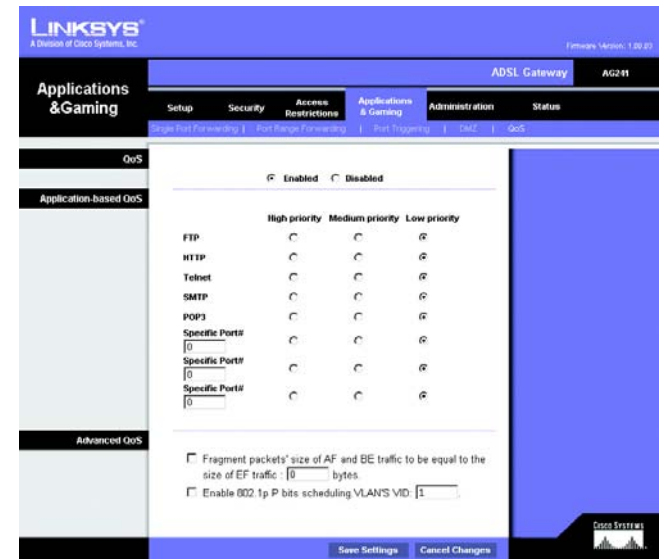 LINKSYS®
A Division of Cisco Systems, Inc.
Firmware Version: 1.00.20
ADSL Gateway AG241
Applications
&Gaming
Setup Security Access Restrictions Applications & Gaming Administration Status
Single Port Forwarding | Port Range Forwarding | Port Triggering | DMZ | QoS
QoS
Enabled Disabled
Application-based QoS
High priority Medium priority Low priority
FTP
HTTP
Telnet
SMTP
POP3
Specific Port#
0
Specific Port#
0
Specific Port#
0
Advanced QoS
Fragment packets' size of AF and BE traffic to be equal to the
size of EF traffic : 0 bytes.
Enable 802.1p P bits scheduling.VLAN'S VID: 1 .
Save Settings Cancel Changes
CISCO SYSTEMS